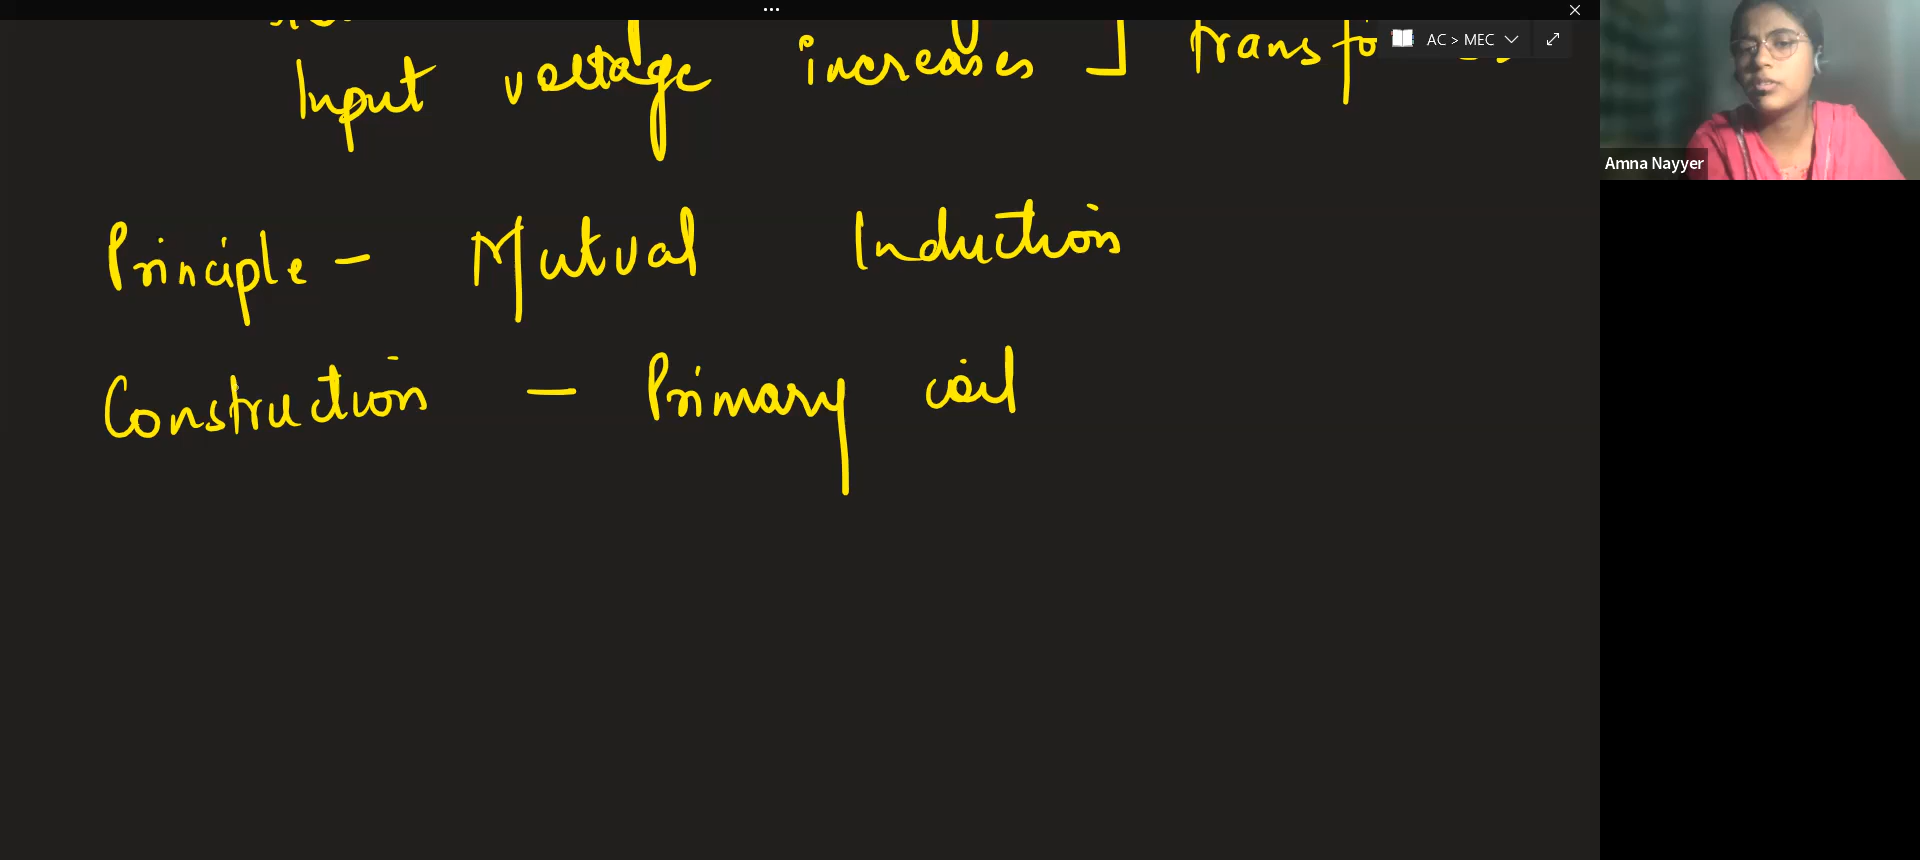 Input voltage increases ] transfo
AC > MEC
Amna Nayyer
Principle - Mutual Induction
Construction - Primary coil